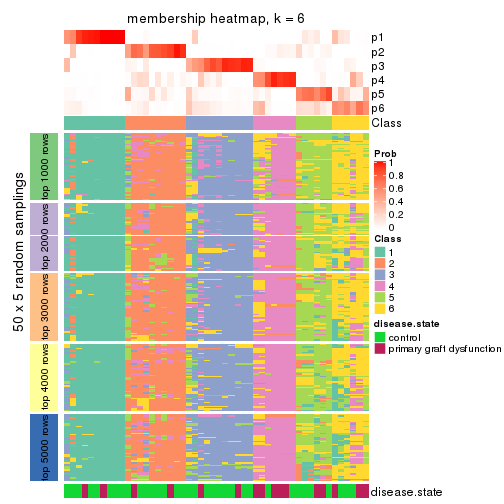 membership heatmap, k = 6
p1
p2
p3
p4
p5
p6
Class
50 x 5 random samplings
top 1000 rows
top 2000 rows
top 3000 rows
top 4000 rows
top 5000 rows
Prob
1
0.8
0.6
0.4
0.2
0
Class
1
2
3
4
5
6
disease.state
control
primary graft dysfunction
disease.state